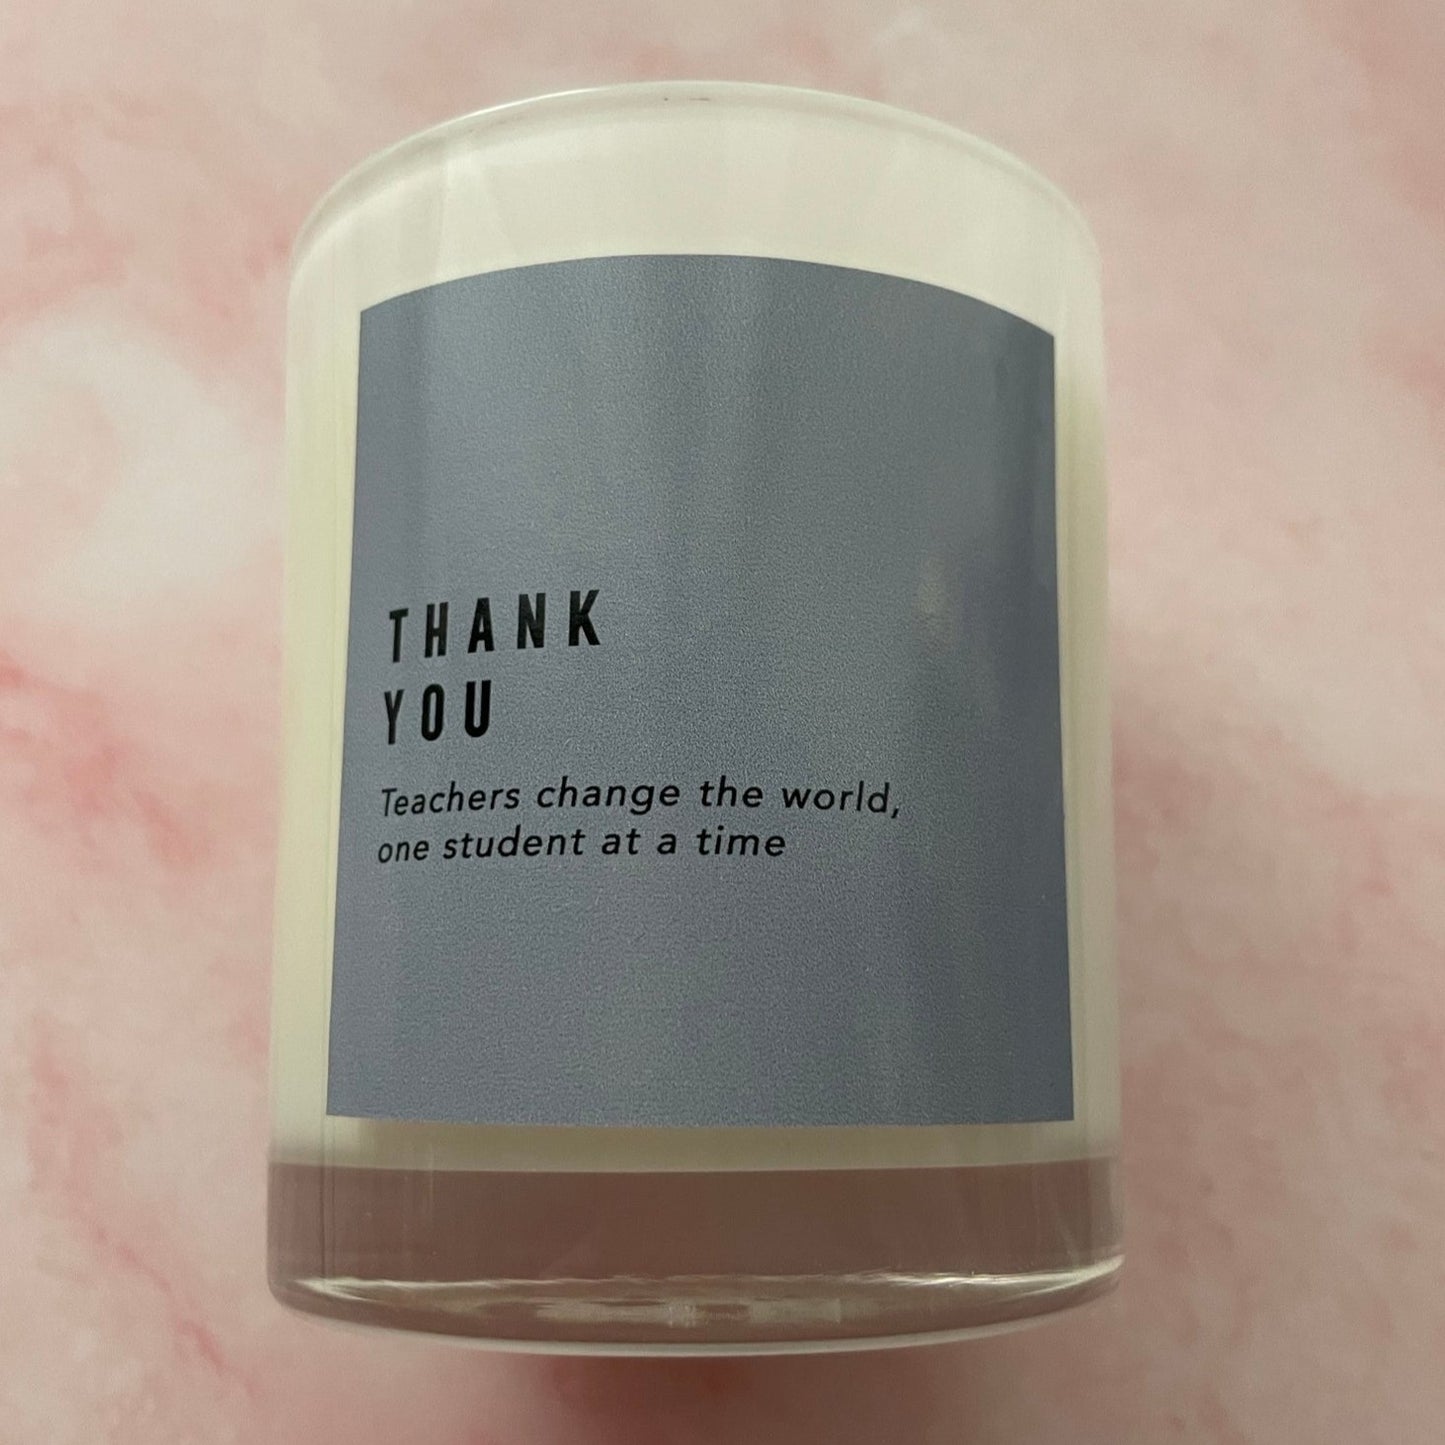 THANK
YOU
Teachers change the world,
one student at a time